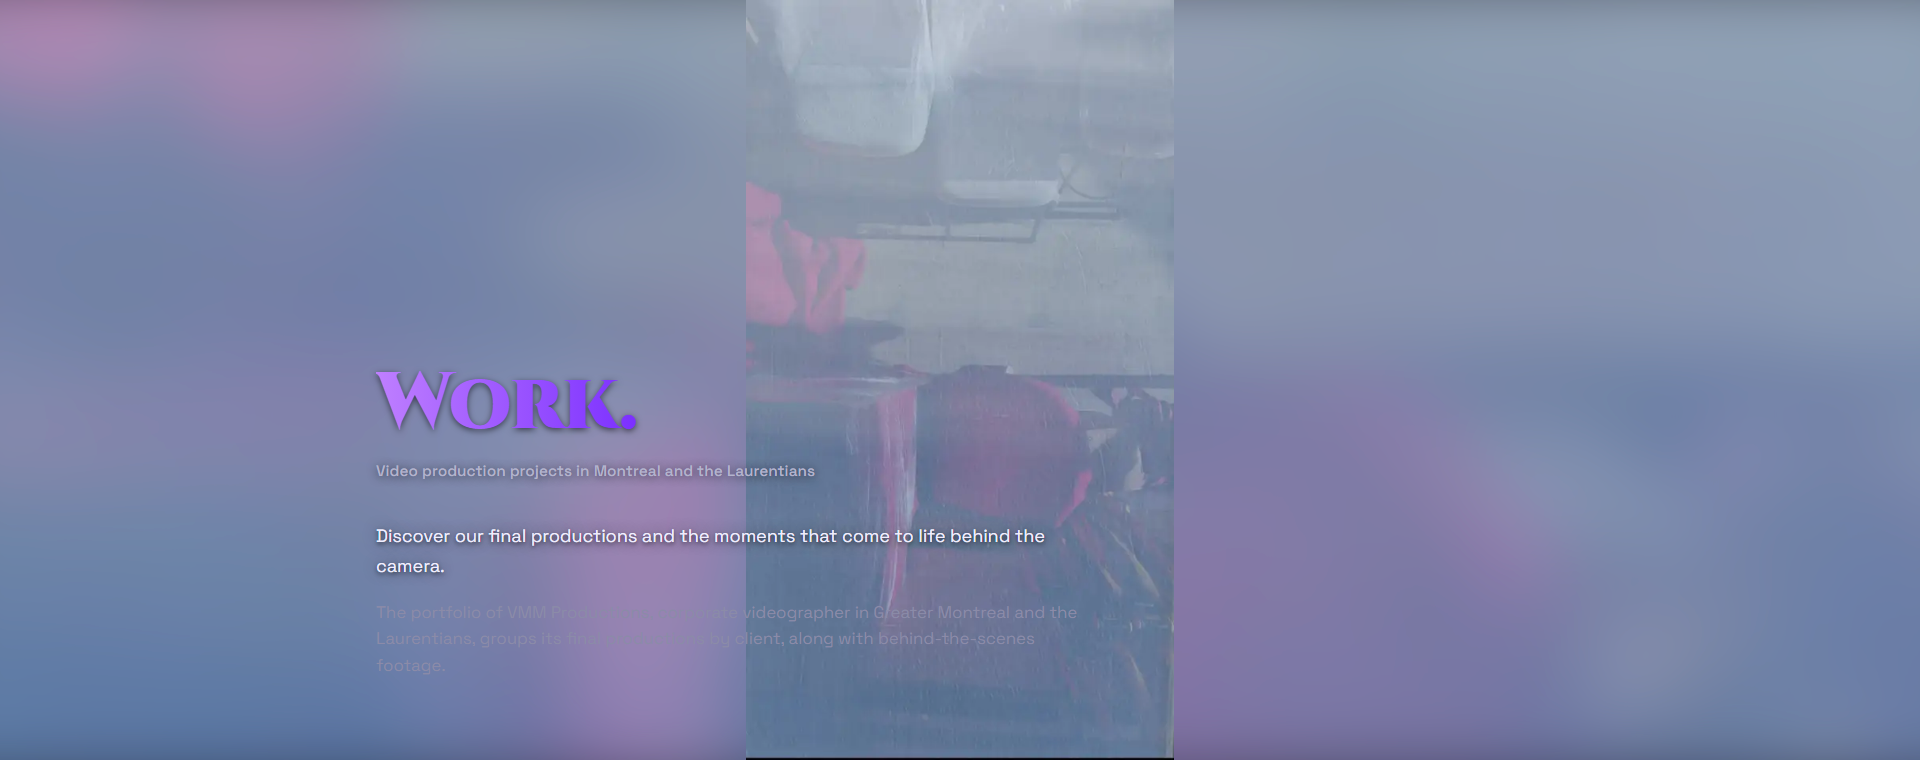 Work.
Video production projects in Montreal and the Laurentians
Discover our final productions and the moments that come to life behind the
camera.
The portfolio of VMM videographer in Greater Montreal and the
Laurentians, groups its final by client, along with behind-the-scenes
footage.